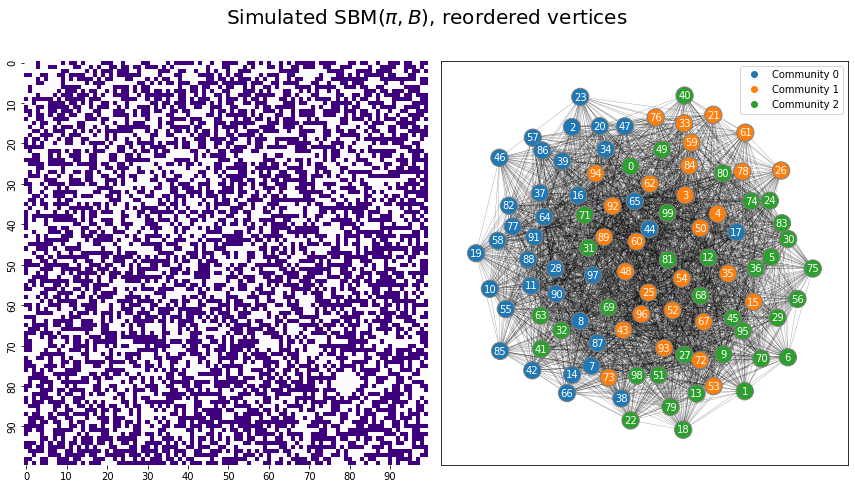 Simulated SBM(π, B), reordered vertices
0
10
20
30
40
50
60
70
80
90
0 10 20 30 40 50 60 70 80 90
Community 0
Community 1
Community 2
23 40
76 33 21
57 2 20 47 61
86 34 49 59
46 39 0 84
94 80 78 26
62
37 16 65 3 74 24
82 92 99
64 71 4 83
77 44 50 17
58 91 89 60 30
19 31
88 81 12 5
28 48 36 75
97 54 35
10 11 90 25 68 56
55 69 52 15
63 8 96 67 45 29
32 43 95
85 41 87 93
27 72 9 70 6
42 7
14 73 98 51
66 38 13 53 1
79
22
18